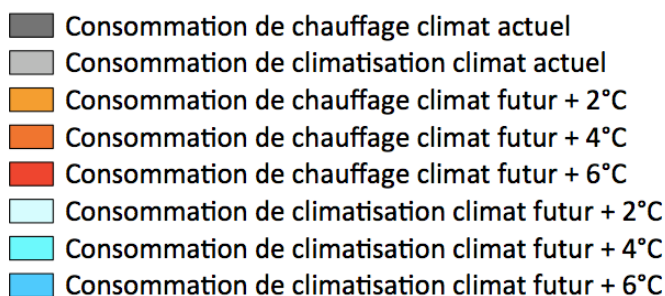 Consommation de chauffage climat actuel
Consommation de climatisation climat actuel
Consommation de chauffage climat futur + 2°C
Consommation de chauffage climat futur + 4°C
Consommation de chauffage climat futur + 6°C
Consommation de climatisation climat futur + 2°C
Consommation de climatisation climat futur + 4°C
Consommation de climatisation climat futur + 6°C